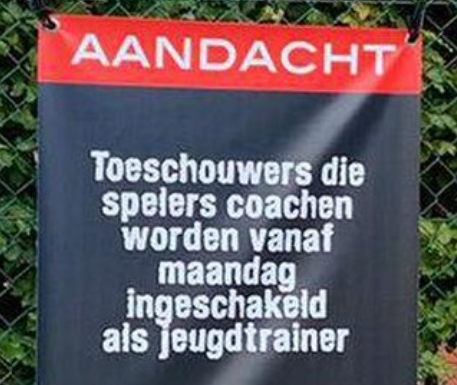 AANDACHT
Toeschouwers die
spelers coachen
worden vanaf
maandag
ingeschakeld
als jeugdtrainer